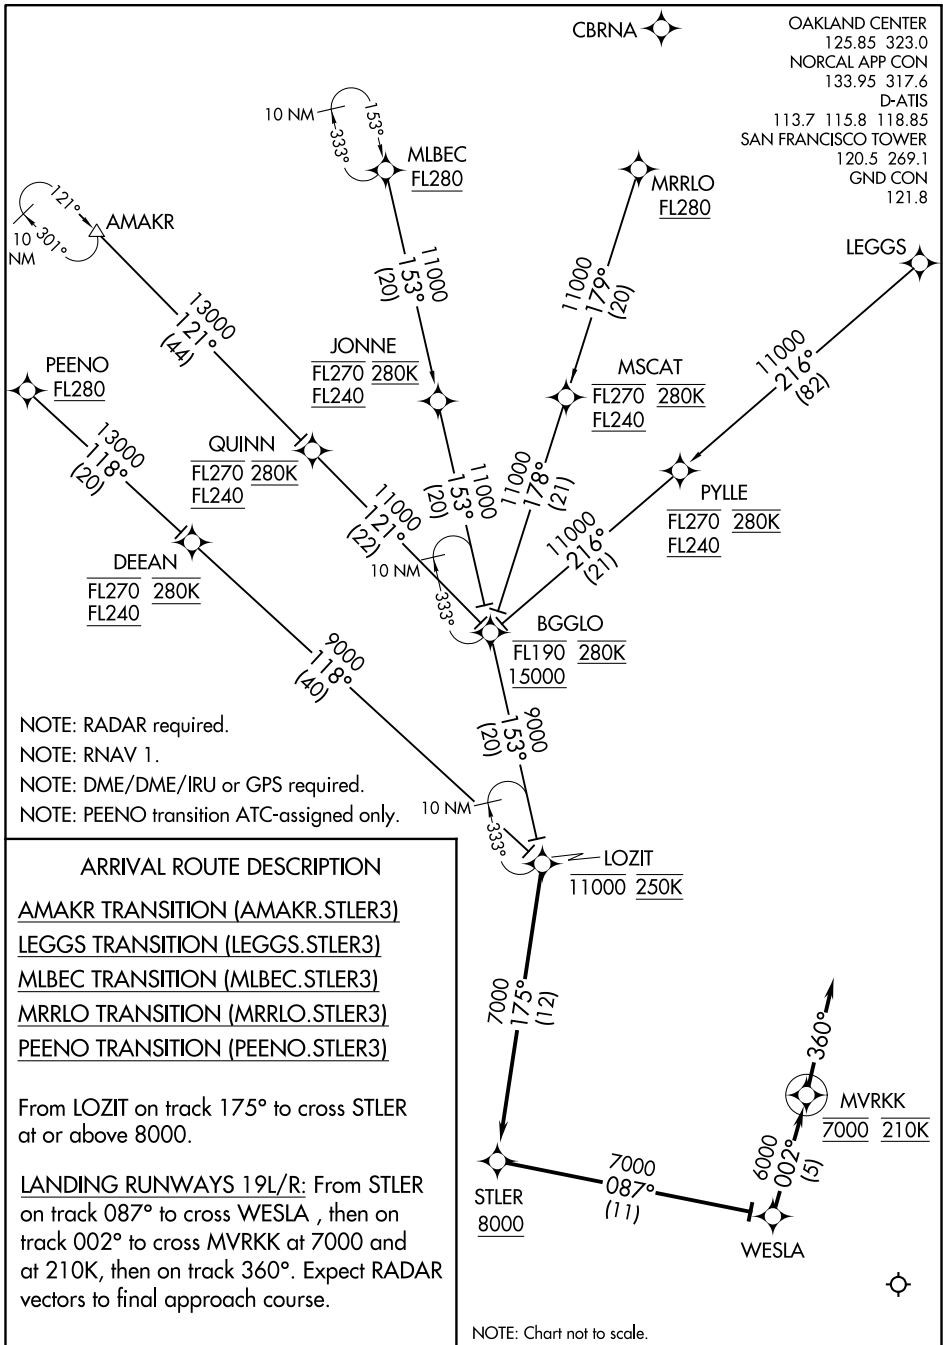 CBRNA
OAKLAND CENTER
125.85 323.0
NORCAL APP CON
133.95 317.6
D-ATIS
113.7 115.8 118.85
SAN FRANCISCO TOWER
120.5 269.1
GND CON
121.8
10 NM
153°
333°
MLBEC
FL280
MRRLO
FL280
121°
301°
10
NM
AMAKR
LEGGS
11000
153°
(20)
11000
179°
(20)
13000
121°
(44)
11000
216°
(82)
PEENO
FL280
JONNE
FL270 280K
FL240
MSCAT
FL270 280K
FL240
13000
118°
(20)
QUINN
FL270 280K
FL240
11000
153°
(20)
11000
178°
(21)
PYLLE
FL270 280K
FL240
11000
121°
(22)
11000
216°
(21)
DEEAN
FL270 280K
FL240
10 NM
333°
BGGLO
FL190 280K
15000
9000
118°
(40)
9000
153°
(20)
NOTE: RADAR required.
NOTE: RNAV 1.
NOTE: DME/DME/IRU or GPS required.
NOTE: PEENO transition ATC-assigned only.
10 NM
333°
LOZIT
11000 250K
ARRIVAL ROUTE DESCRIPTION
AMAKR TRANSITION (AMAKR.STLER3)
LEGGS TRANSITION (LEGGS.STLER3)
MLBEC TRANSITION (MLBEC.STLER3)
MRRLO TRANSITION (MRRLO.STLER3)
PEENO TRANSITION (PEENO.STLER3)
From LOZIT on track 175° to cross STLER
at or above 8000.
LANDING RUNWAYS 19L/R: From STLER
on track 087° to cross WESLA , then on
track 002° to cross MVRKK at 7000 and
at 210K, then on track 360°. Expect RADAR
vectors to final approach course.
7000
175°
(12)
360°
MVRKK
7000 210K
6000
002°
(5)
STLER
8000
7000
087°
(11)
WESLA
NOTE: Chart not to scale.